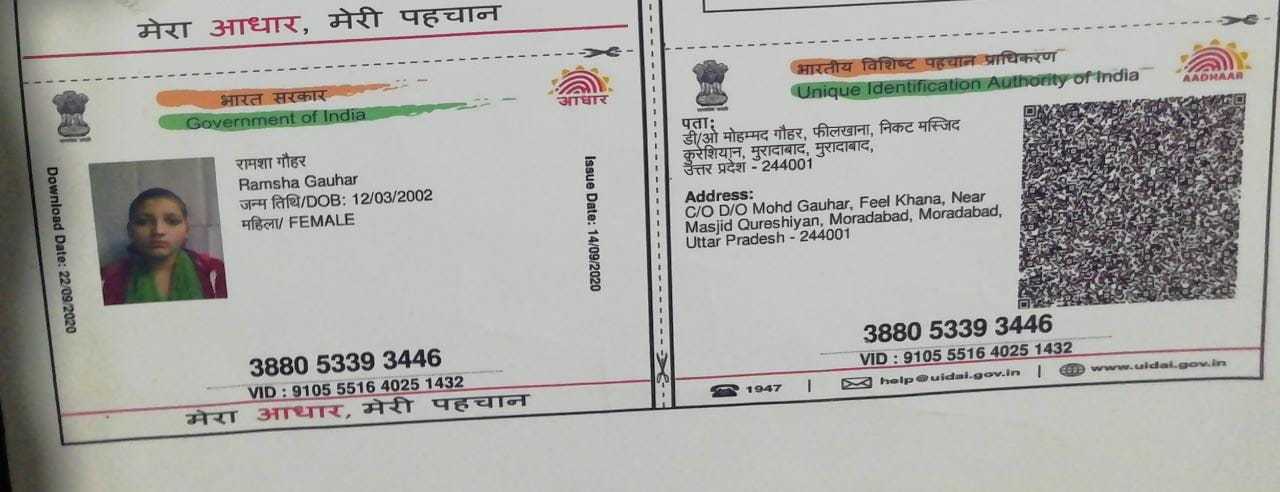 मेरा आधार, मेरी पहचान
भारत सरकार
Government of India
आधार
Download Date: 22/09/2020
रामशा गौहर
Ramsha Gauhar
जन्म तिथि/DOB: 12/03/2002
महिला/ FEMALE
Issue Date: 14/09/2020
3880 5339 3446
VID : 9105 5516 4025 1432
मेरा आधार, मेरी पहचान
भारतीय विशिष्ट पहचान प्राधिकरण
Unique Identification Authority of India
AADHAAR
पता:
डी/ओ मोहम्मद गौहर, फीलखाना, निकट मस्जिद
कुरेशियान, मुरादाबाद, मुरादाबाद,
उत्तर प्रदेश - 244001
Address:
C/O D/O Mohd Gauhar, Feel Khana, Near
Masjid Qureshiyan, Moradabad, Moradabad,
Uttar Pradesh - 244001
3880 5339 3446
VID : 9105 5516 4025 1432
1947 | help@uidai.gov.in | www.uidai.gov.in